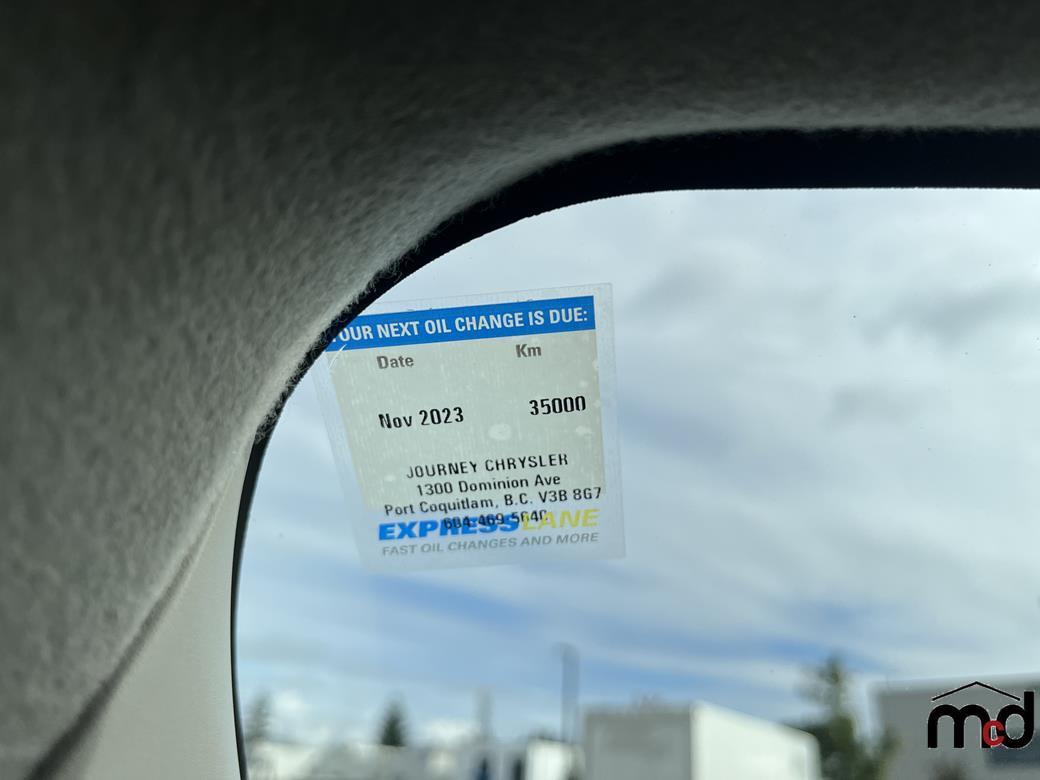 YOUR NEXT OIL CHANGE IS DUE:
Date Km
Nov 2023 35000
JOURNEY CHRYSLER
1300 Dominion Ave
Port Coquitlam, B.C. V3B 8G7
604-469-5640
EXPRESS LANE
FAST OIL CHANGES AND MORE
mcd